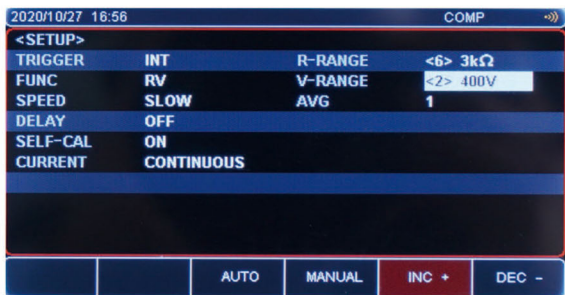 2020/10/27 16:56 COMP
<SETUP>
TRIGGER INT R-RANGE <6> 3kΩ
FUNC RV V-RANGE <2> 400V
SPEED SLOW AVG 1
DELAY OFF
SELF-CAL ON
CURRENT CONTINUOUS
AUTO MANUAL INC + DEC -